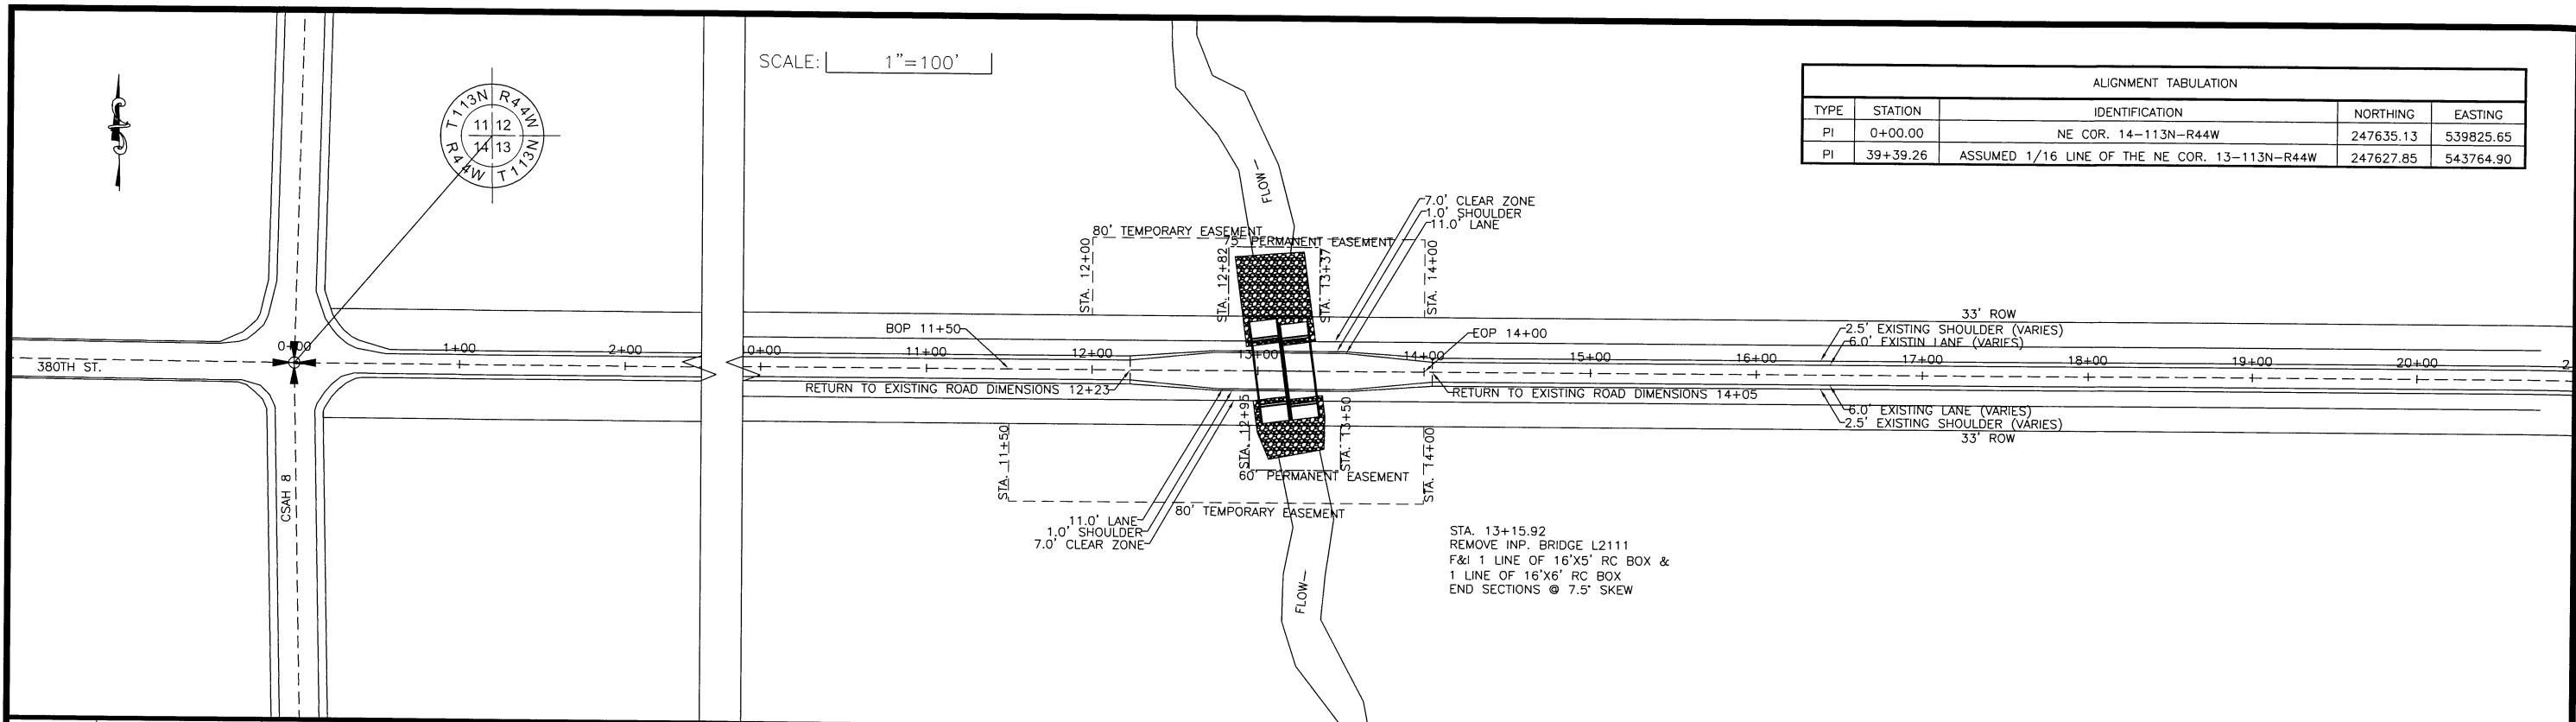 SCALE: 1"=100'
ALIGNMENT TABULATION
TYPE STATION IDENTIFICATION NORTHING EASTING
PI 0+00.00 NE COR. 14-113N-R44W 247635.13 539825.65
PI 39+39.26 ASSUMED 1/16 LINE OF THE NE COR. 13-113N-R44W 247627.85 543764.90
T113N R44W
11 12
14 13
R44W T113N
FLOW
7.0' CLEAR ZONE
1.0' SHOULDER
11.0' LANE
80' TEMPORARY EASEMENT
75' PERMANENT EASEMENT
STA. 12+00
STA. 12+82
STA. 13+37
STA. 14+00
33' ROW
BOP 11+50
EOP 14+00
2.5' EXISTING SHOULDER (VARIES)
6.0' EXISTIN LANE (VARIES)
0+00 1+00 2+00 10+00 11+00 12+00 13+00 14+00 15+00 16+00 17+00 18+00 19+00 20+00 2
380TH ST.
RETURN TO EXISTING ROAD DIMENSIONS 12+23
RETURN TO EXISTING ROAD DIMENSIONS 14+05
6.0' EXISTING LANE (VARIES)
2.5' EXISTING SHOULDER (VARIES)
33' ROW
STA. 11+50
STA. 12+95
STA. 13+50
STA. 14+00
60' PERMANENT EASEMENT
80' TEMPORARY EASEMENT
CSAH 8
11.0' LANE
1.0' SHOULDER
7.0' CLEAR ZONE
STA. 13+15.92
REMOVE INP. BRIDGE L2111
F&I 1 LINE OF 16'X5' RC BOX &
1 LINE OF 16'X6' RC BOX
END SECTIONS @ 7.5° SKEW
FLOW